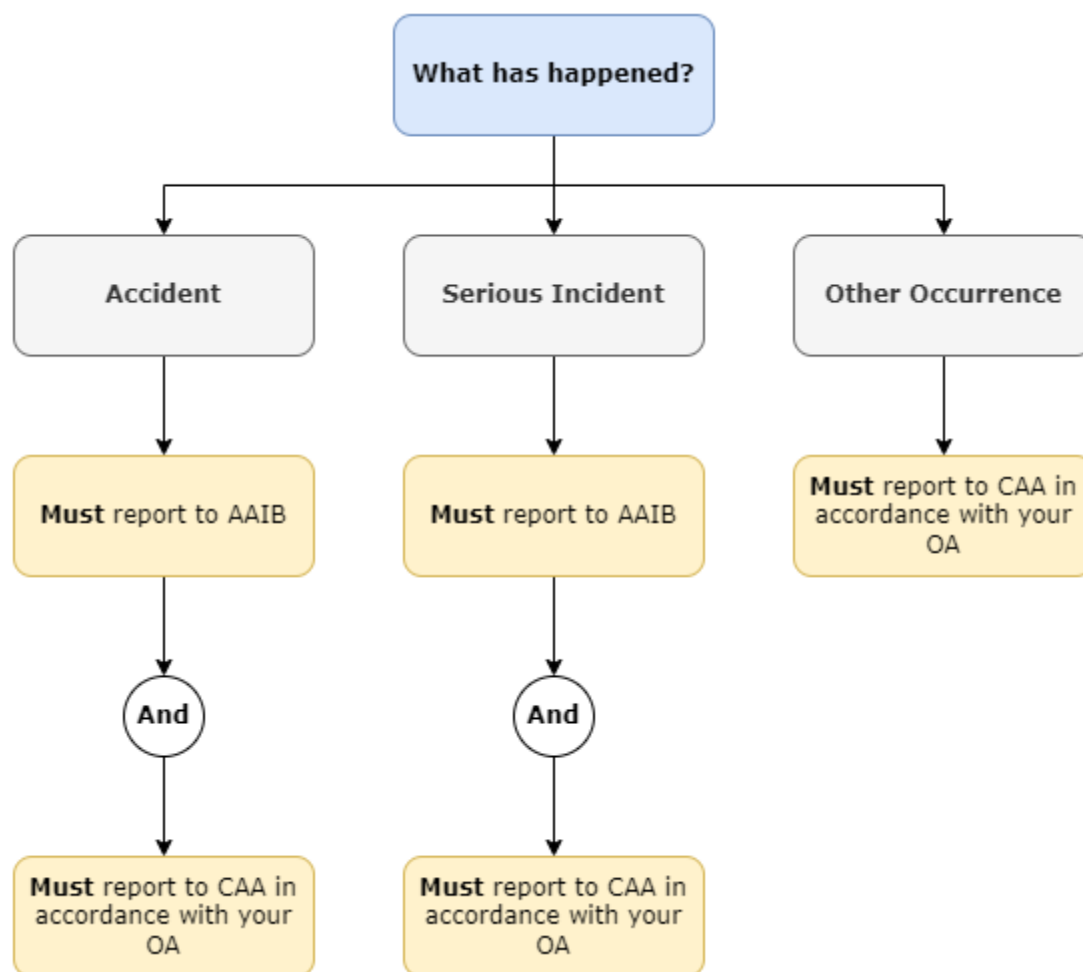 What has happened?
Accident
Serious Incident
Other Occurrence
Must report to AAIB
Must report to AAIB
Must report to CAA in
accordance with your
OA
And
And
Must report to CAA in
accordance with your
OA
Must report to CAA in
accordance with your
OA